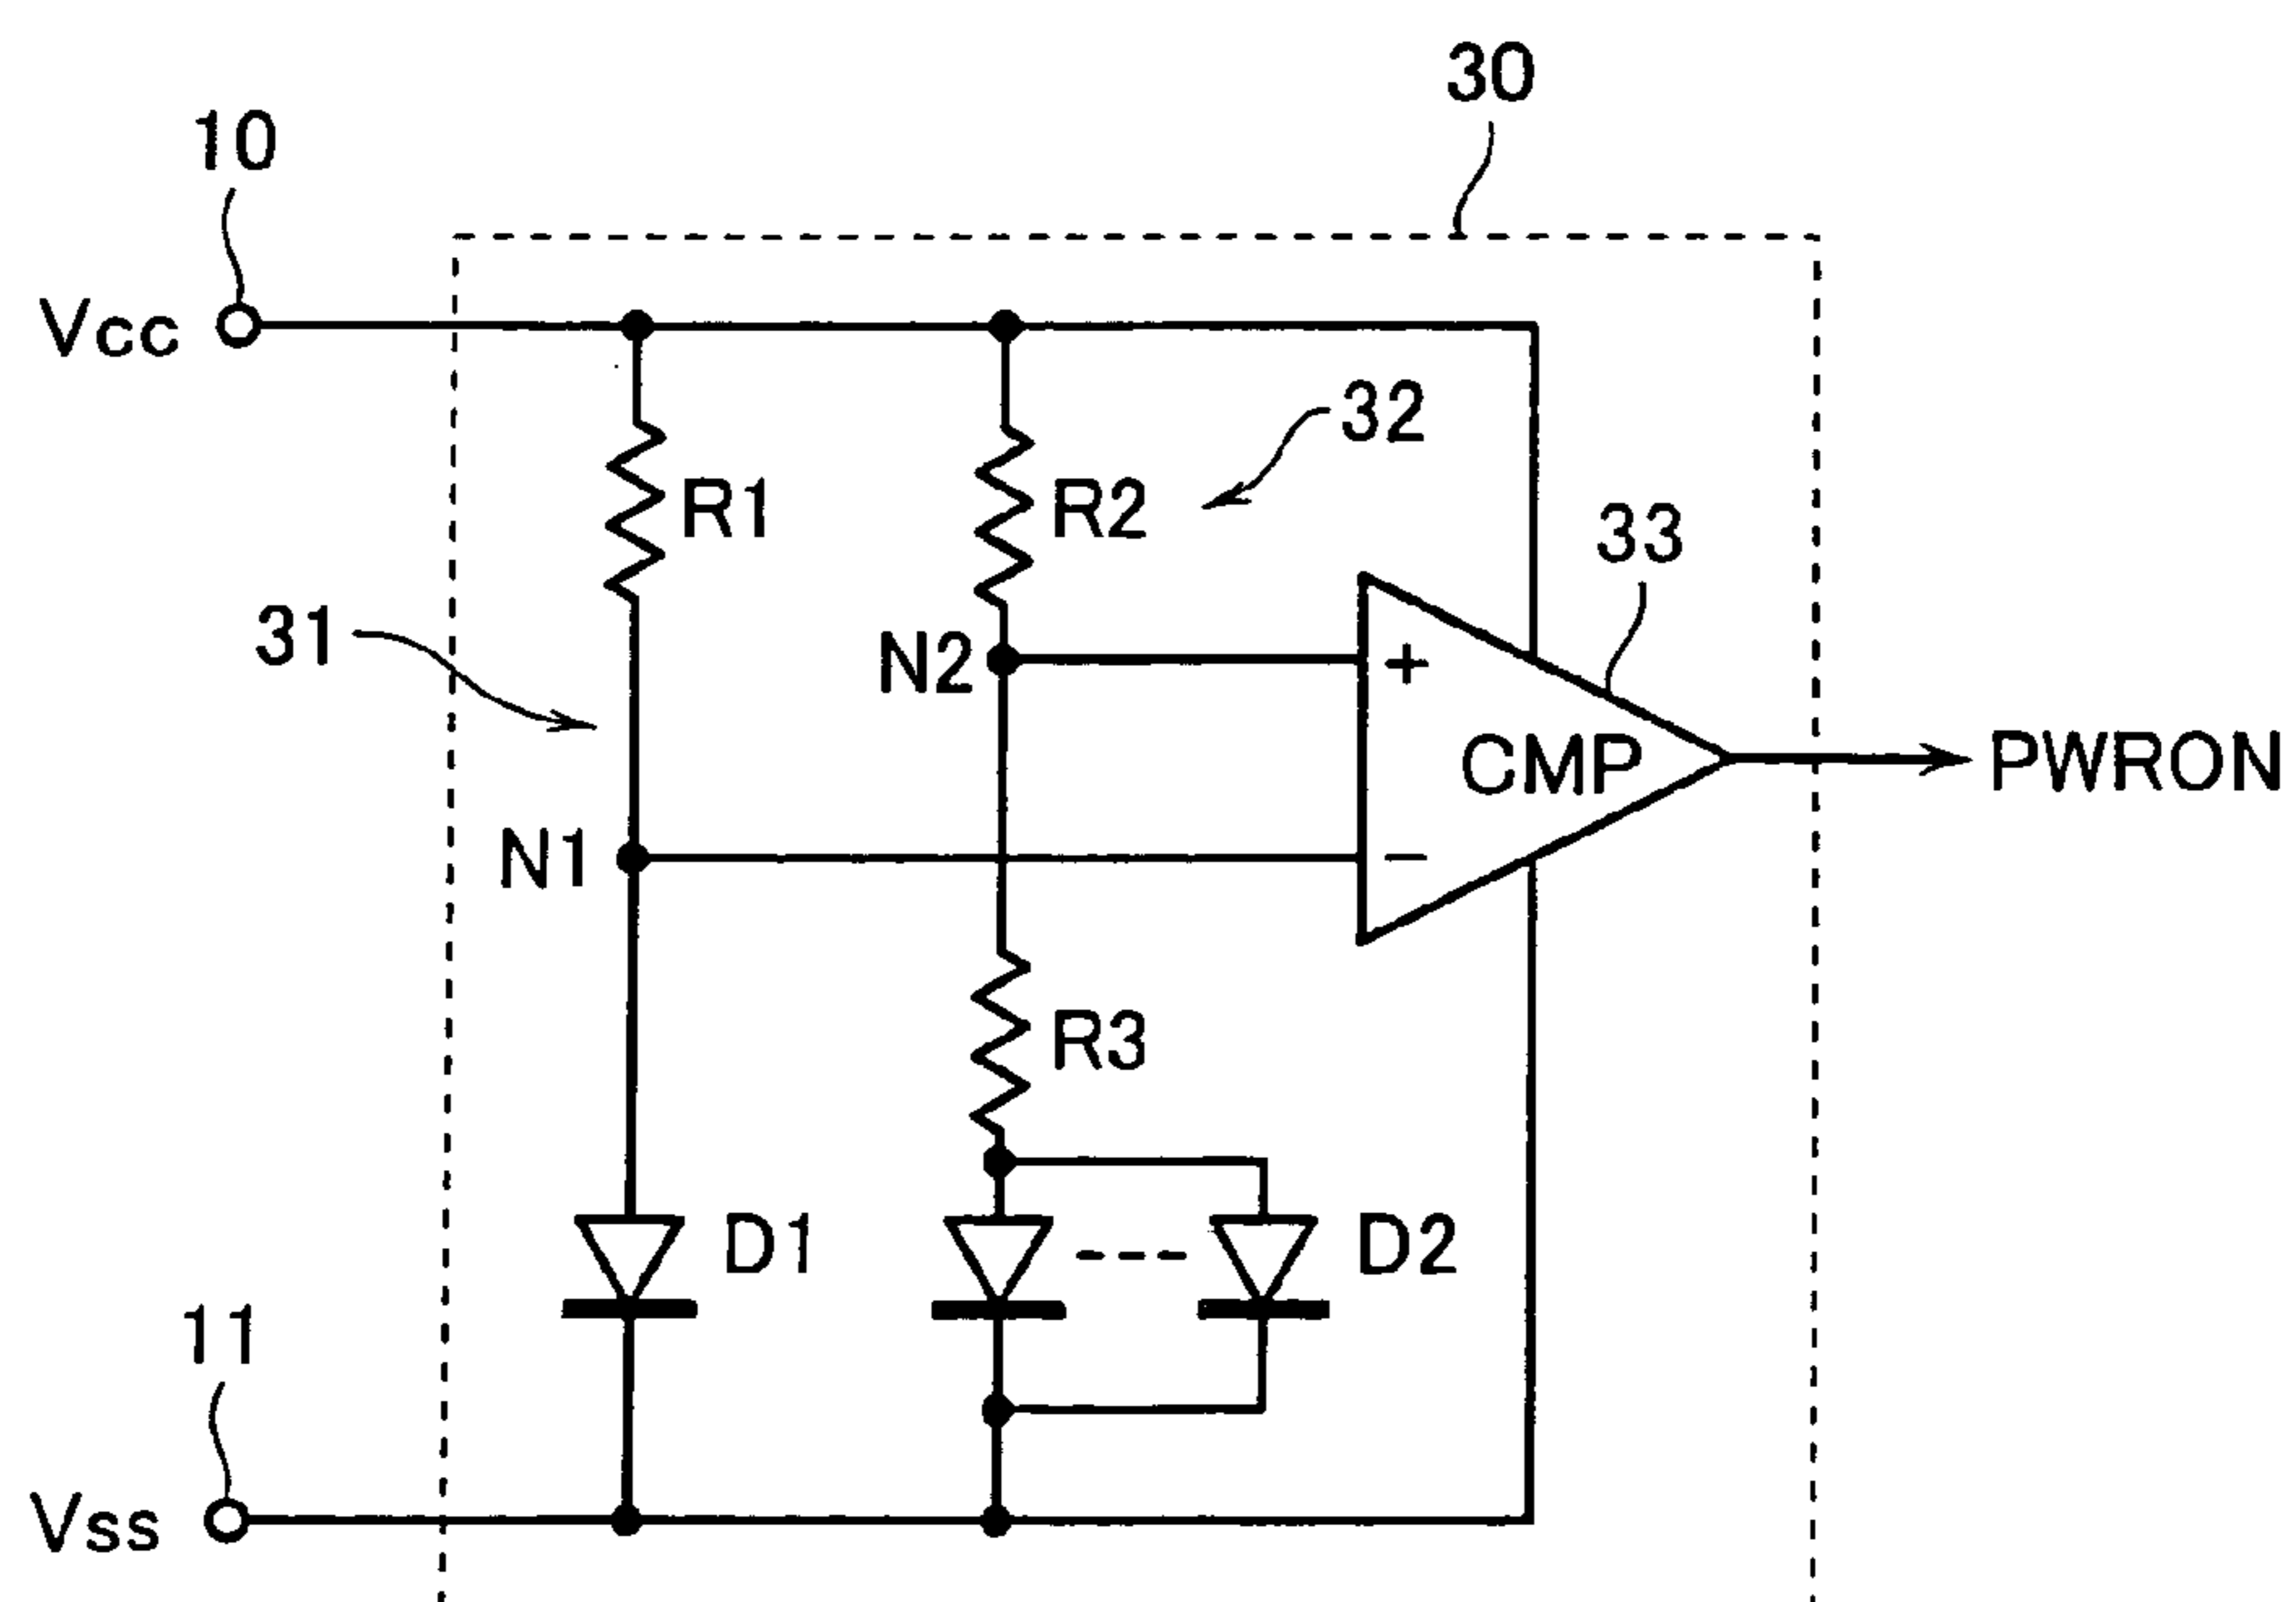 30
10
Vcc
32
R1
R2
33
31
N2
+
CMP
PWRON
N1
−
R3
D1
D2
11
Vss